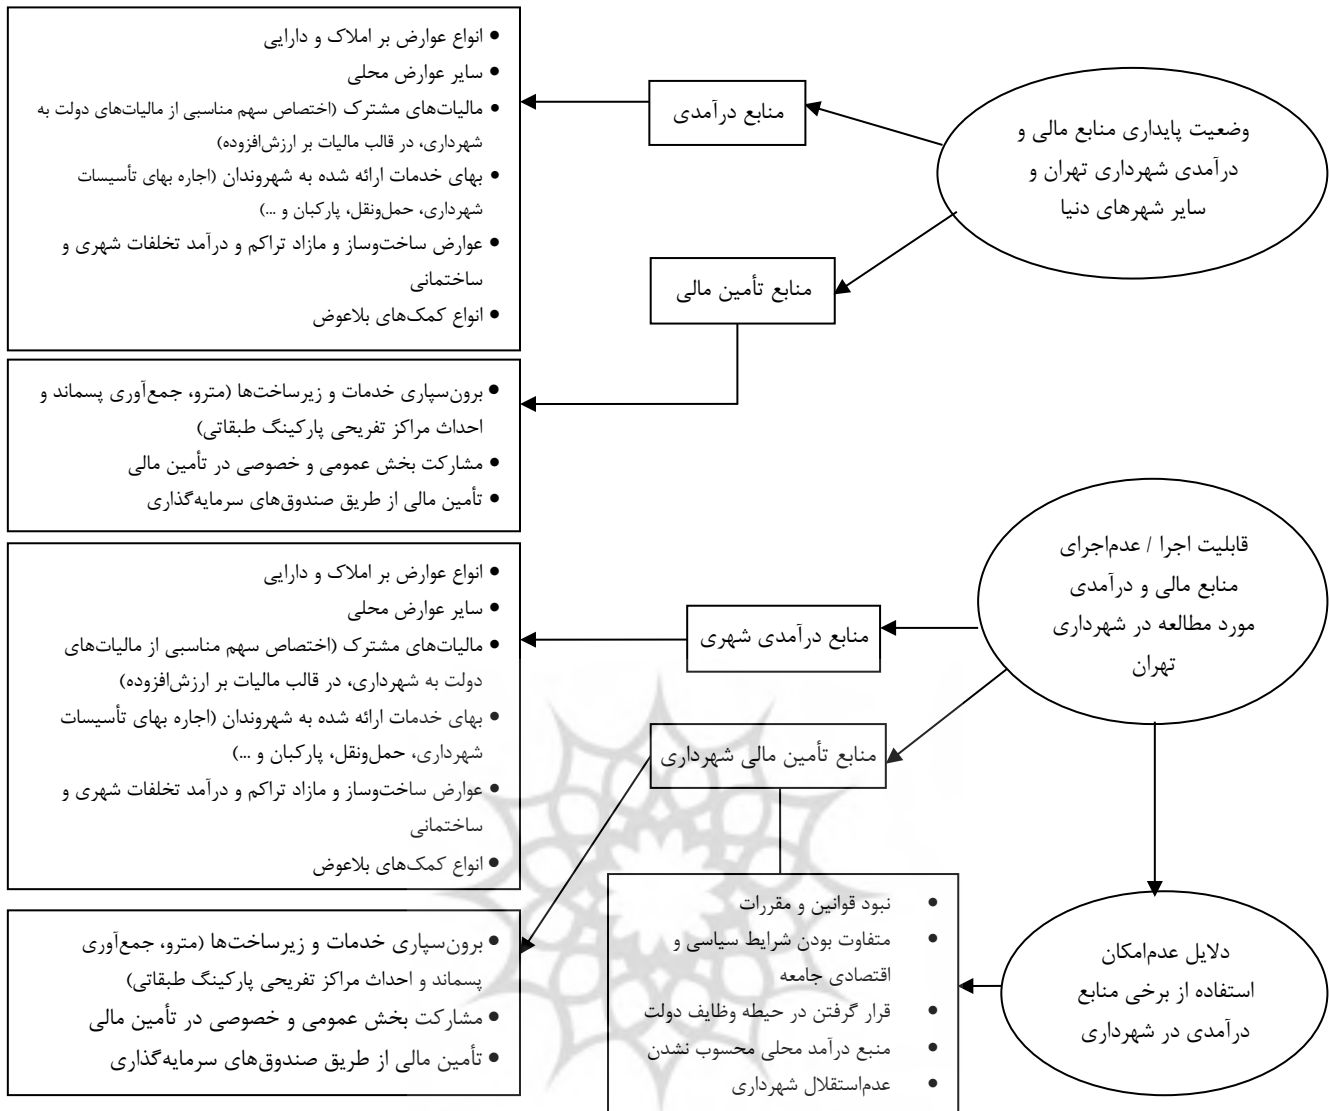 وضعیت پایداری منابع مالی و
درآمدی شهرداری تهران و
سایر شهرهای دنیا
منابع درآمدی
• انواع عوارض بر املاک و دارایی
• سایر عوارض محلی
• مالیات‌های مشترک (اختصاص سهم مناسبی از مالیات‌های دولت به
شهرداری، در قالب مالیات بر ارزش‌افزوده)
• بهای خدمات ارائه شده به شهروندان (اجاره بهای تأسیسات
شهرداری، حمل‌ونقل، پارکبان و ...)
• عوارض ساخت‌وساز و مازاد تراکم و درآمد تخلفات شهری و
ساختمانی
• انواع کمک‌های بلاعوض
منابع تأمین مالی
• برون‌سپاری خدمات و زیرساخت‌ها (مترو، جمع‌آوری پسماند و
احداث مراکز تفریحی پارکینگ طبقاتی)
• مشارکت بخش عمومی و خصوصی در تأمین مالی
• تأمین مالی از طریق صندوق‌های سرمایه‌گذاری
قابلیت اجرا / عدم‌اجرای
منابع مالی و درآمدی
مورد مطالعه در شهرداری
تهران
منابع درآمدی شهری
• انواع عوارض بر املاک و دارایی
• سایر عوارض محلی
• مالیات‌های مشترک (اختصاص سهم مناسبی از مالیات‌های
دولت به شهرداری، در قالب مالیات بر ارزش‌افزوده)
• بهای خدمات ارائه شده به شهروندان (اجاره بهای تأسیسات
شهرداری، حمل‌ونقل، پارکبان و ...)
• عوارض ساخت‌وساز و مازاد تراکم و درآمد تخلفات شهری و
ساختمانی
• انواع کمک‌های بلاعوض
منابع تأمین مالی شهرداری
• برون‌سپاری خدمات و زیرساخت‌ها (مترو، جمع‌آوری
پسماند و احداث مراکز تفریحی پارکینگ طبقاتی)
• مشارکت بخش عمومی و خصوصی در تأمین مالی
• تأمین مالی از طریق صندوق‌های سرمایه‌گذاری
دلایل عدم‌امکان
استفاده از برخی منابع
درآمدی در شهرداری
• نبود قوانین و مقررات
• متفاوت بودن شرایط سیاسی و
اقتصادی جامعه
• قرار گرفتن در حیطه وظایف دولت
• منبع درآمد محلی محسوب نشدن
• عدم‌استقلال شهرداری